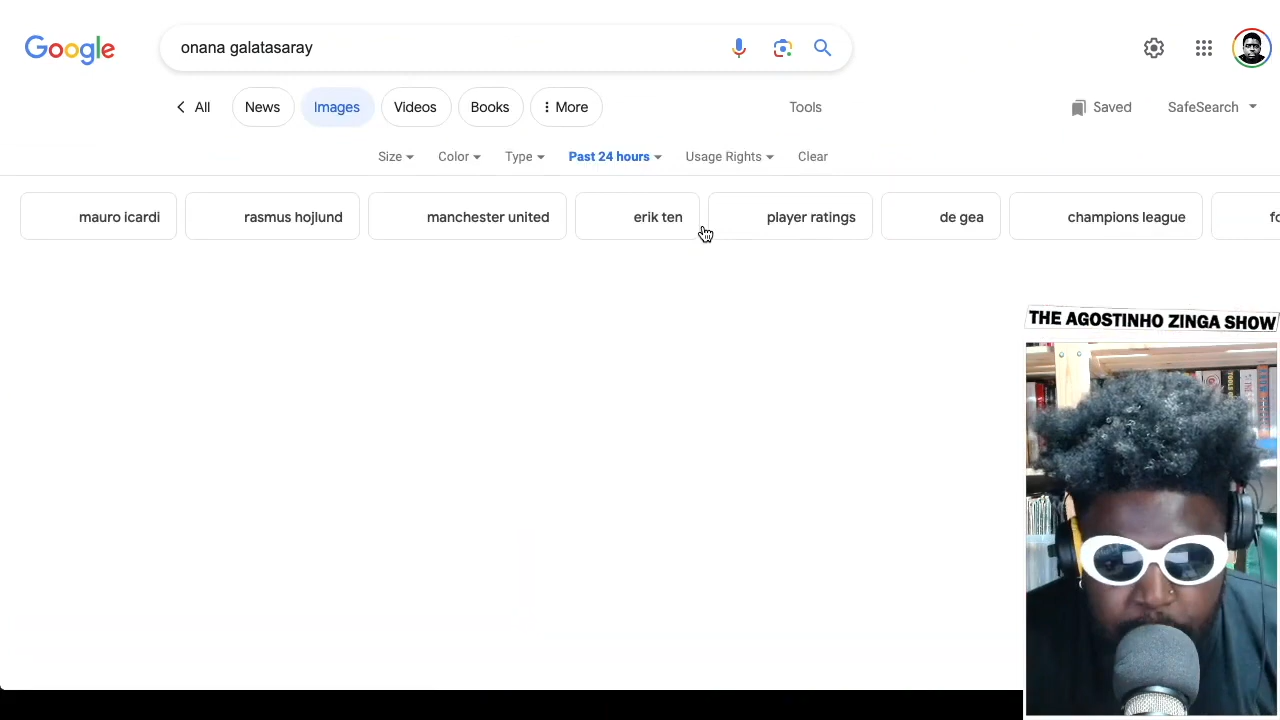 Google
onana galatasaray
All News Images Videos Books More Tools Saved SafeSearch
Size Color Type Past 24 hours Usage Rights Clear
mauro icardi rasmus hojlund manchester united erik ten player ratings de gea champions league
THE AGOSTINHO ZINGA SHOW